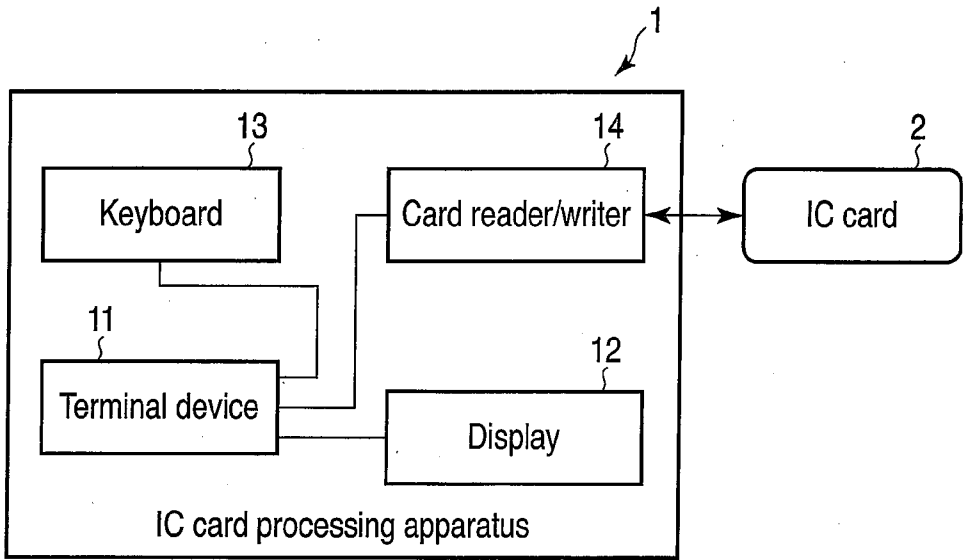 1
13
14
2
Keyboard
Card reader/writer
IC card
11
12
Terminal device
Display
IC card processing apparatus